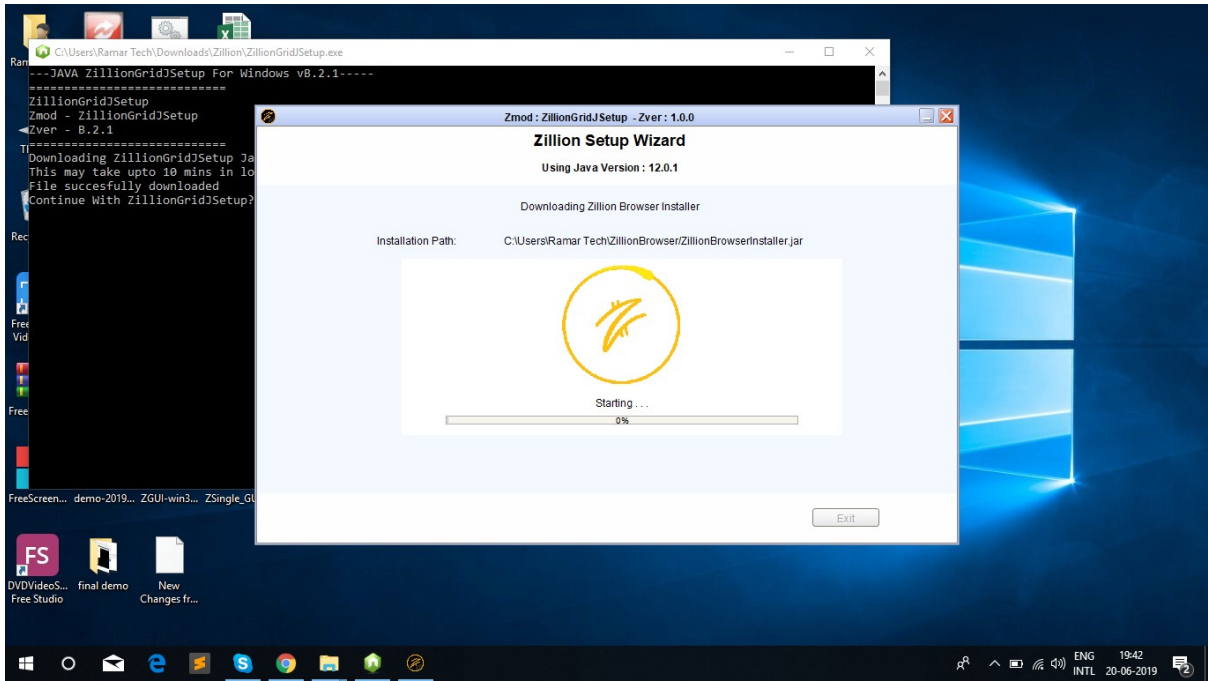 C:\Users\Ramar Tech\Downloads\Zillion\ZillionGridJSetup.exe
---JAVA ZillionGridJSetup For Windows vB.2.1-----
===========================
ZillionGridJSetup
Zmod - ZillionGridJSetup
Zver - B.2.1
===========================
Downloading ZillionGridJSetup Ja
This may take upto 10 mins in lo
File succesfully downloaded
Continue With ZillionGridJSetup?
Zmod : ZillionGridJSetup - Zver : 1.0.0
Zillion Setup Wizard
Using Java Version : 12.0.1
Downloading Zillion Browser Installer
Installation Path: C:\Users\Ramar Tech\ZillionBrowser/ZillionBrowserInstaller.jar
Starting . . .
0%
Exit
Ram
Rec
Free
Vid
Free
FreeScreen... demo-2019... ZGUI-win3... ZSingle_GU
FS
DVDVideoS... Free Studio
final demo
New Changes fr...
ENG
INTL
19:42
20-06-2019
2